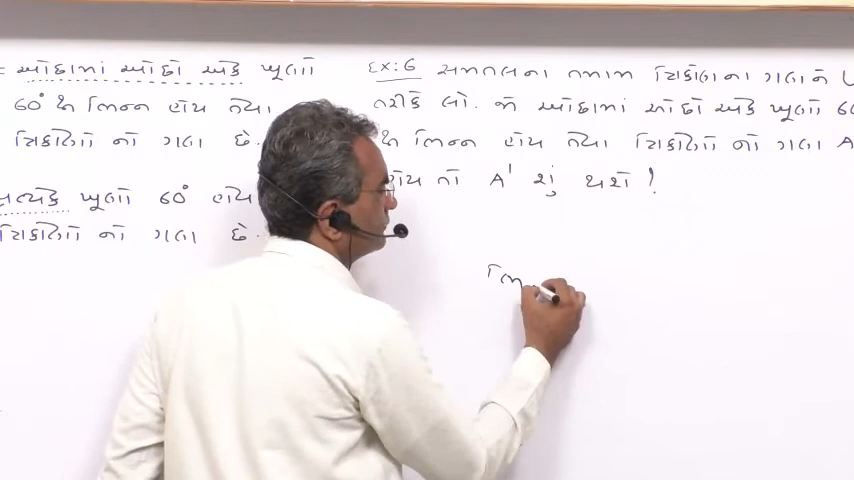 = ઓછામાં ઓછો એક ખૂણો
60° થી ભિન્ન હોય તેવા
ત્રિકોણો નો ગણ છે.
પ્રત્યેક ખૂણો 60° હોય
ત્રિકોણો નો ગણ છે.
Ex: 6 સમતલના તમામ ત્રિકોણના ગણને U
તરીકે લો. જો ઓછામાં ઓછો એક ખૂણો 60
થી ભિન્ન હોય તેવા ત્રિકોણો નો ગણ A
હોય તો A' શું થશે ?